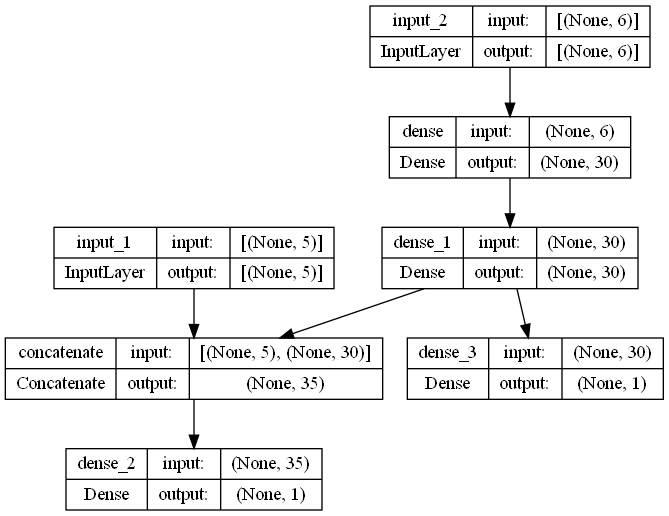 input_2 input: [(None, 6)]
InputLayer output: [(None, 6)]
dense input: (None, 6)
Dense output: (None, 30)
input_1 input: [(None, 5)]
InputLayer output: [(None, 5)]
dense_1 input: (None, 30)
Dense output: (None, 30)
concatenate input: [(None, 5), (None, 30)]
Concatenate output: (None, 35)
dense_3 input: (None, 30)
Dense output: (None, 1)
dense_2 input: (None, 35)
Dense output: (None, 1)